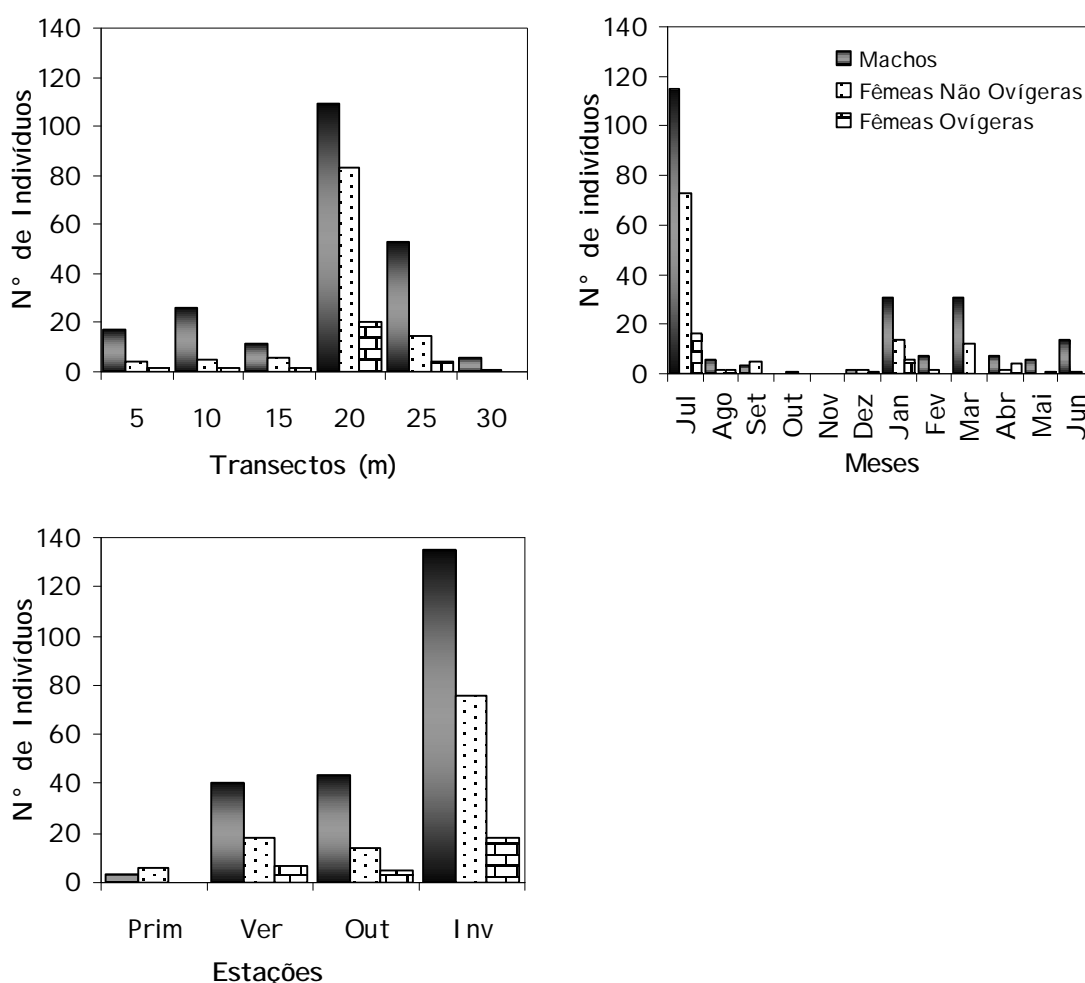 140
120
100
80
60
40
20
0
N° de Indivíduos
5 10 15 20 25 30
Transectos (m)
140
120
100
80
60
40
20
0
N° de indivíduos
Machos
Fêmeas Não Ovígeras
Fêmeas Ovígeras
Jul Ago Set Out Nov Dez Jan Fev Mar Abr Mai Jun
Meses
140
120
100
80
60
40
20
0
N° de Indivíduos
Prim Ver Out Inv
Estações